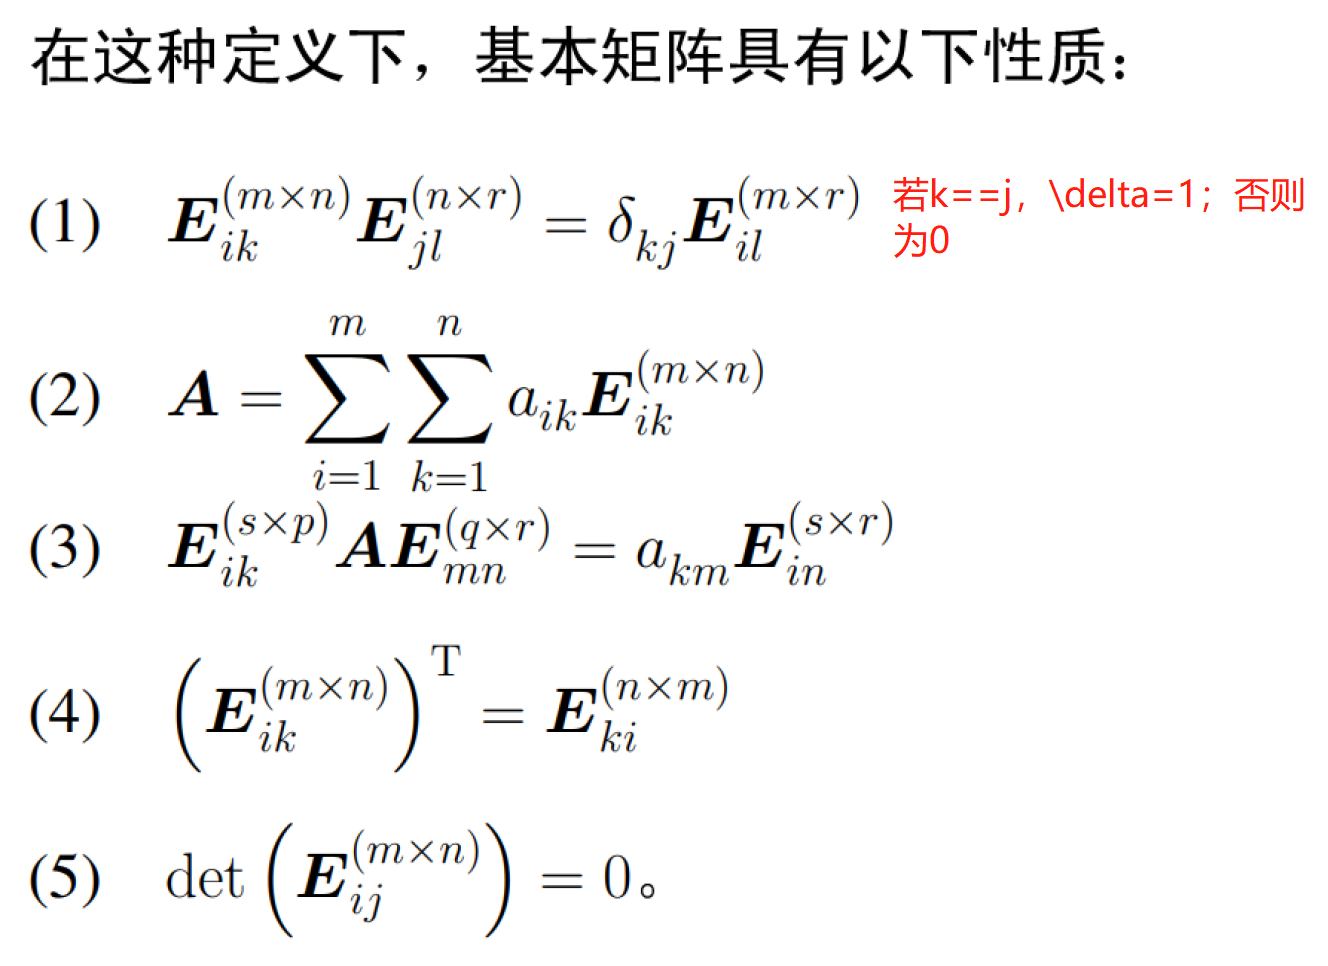 在这种定义下，基本矩阵具有以下性质：
(1) $\boldsymbol{E}_{ik}^{(m\times n)}\boldsymbol{E}_{jl}^{(n\times r)} = \delta_{kj}\boldsymbol{E}_{il}^{(m\times r)}$ 若k==j，\delta=1；否则
为0
(2) $\boldsymbol{A} = \sum_{i=1}^{m}\sum_{k=1}^{n} a_{ik}\boldsymbol{E}_{ik}^{(m\times n)}$
(3) $\boldsymbol{E}_{ik}^{(s\times p)}\boldsymbol{A}\boldsymbol{E}_{mn}^{(q\times r)} = a_{km}\boldsymbol{E}_{in}^{(s\times r)}$
(4) $\left(\boldsymbol{E}_{ik}^{(m\times n)}\right)^{\mathrm{T}} = \boldsymbol{E}_{ki}^{(n\times m)}$
(5) $\det\left(\boldsymbol{E}_{ij}^{(m\times n)}\right) = 0$。